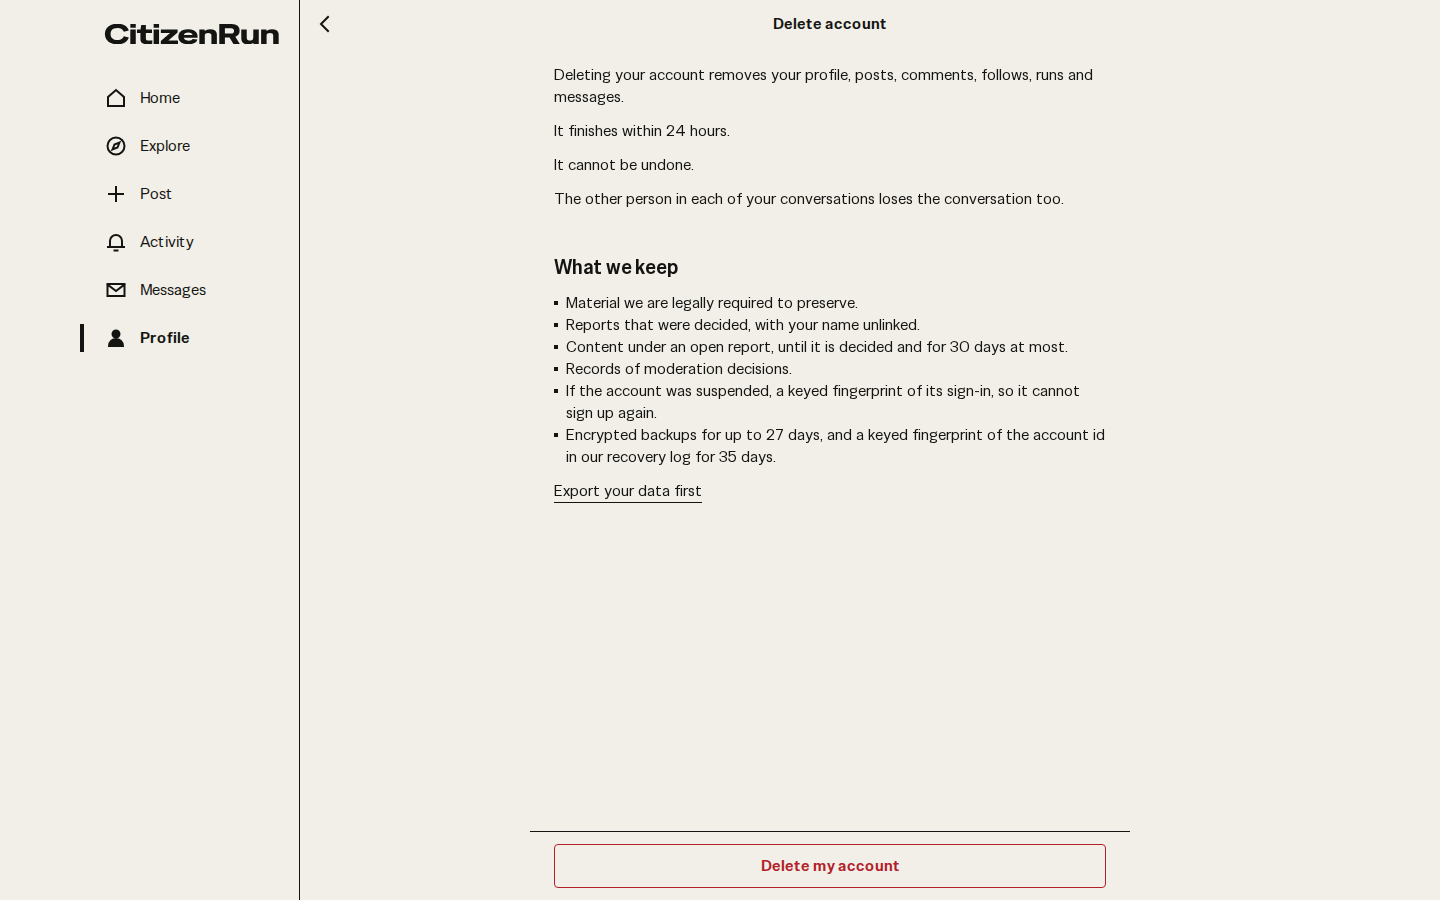 CitizenRun
Home
Explore
Post
Activity
Messages
Profile
Delete account
Deleting your account removes your profile, posts, comments, follows, runs and
messages.
It finishes within 24 hours.
It cannot be undone.
The other person in each of your conversations loses the conversation too.
What we keep
Material we are legally required to preserve.
Reports that were decided, with your name unlinked.
Content under an open report, until it is decided and for 30 days at most.
Records of moderation decisions.
If the account was suspended, a keyed fingerprint of its sign-in, so it cannot
sign up again.
Encrypted backups for up to 27 days, and a keyed fingerprint of the account id
in our recovery log for 35 days.
Export your data first
Delete my account